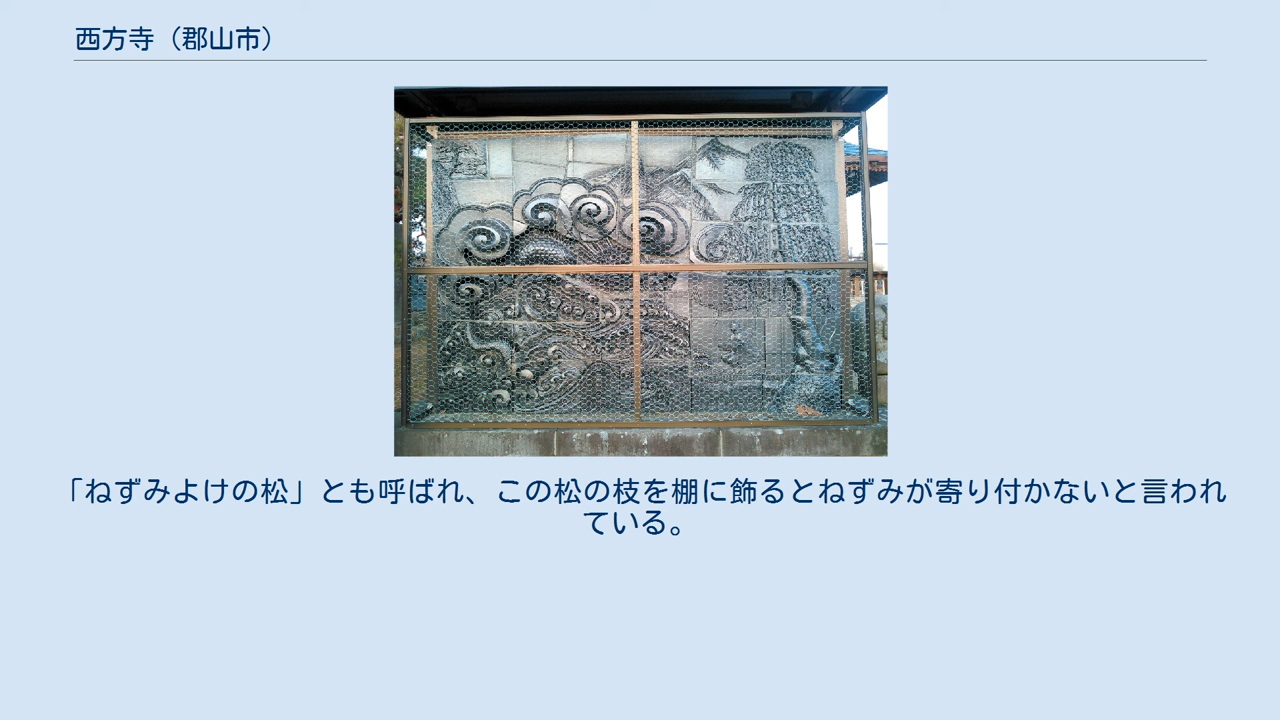 西方寺（郡山市）
「ねずみよけの松」とも呼ばれ、この松の枝を棚に飾るとねずみが寄り付かないと言われ
ている。